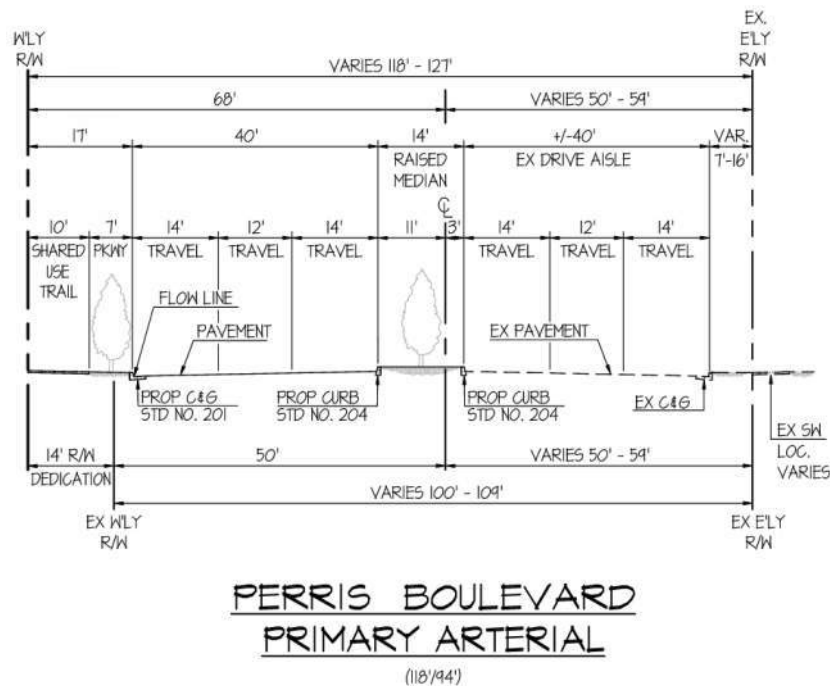 W'LY
R/W
EX.
E'LY
R/W
VARIES 118' - 127'
68'
VARIES 50' - 59'
17'
40'
14'
RAISED
MEDIAN
+/-40'
EX DRIVE AISLE
VAR.
7'-16'
℄
10'
SHARED
USE
TRAIL
7'
PKWY
14'
TRAVEL
12'
TRAVEL
14'
TRAVEL
11'
3'
14'
TRAVEL
12'
TRAVEL
14'
TRAVEL
FLOW LINE
PAVEMENT
EX PAVEMENT
PROP C&G
STD NO. 201
PROP CURB
STD NO. 204
PROP CURB
STD NO. 204
EX C&G
EX SW
LOC.
VARIES
14' R/W
DEDICATION
50'
VARIES 50' - 59'
VARIES 100' - 109'
EX W'LY
R/W
EX E'LY
R/W
PERRIS BOULEVARD
PRIMARY ARTERIAL
(118'/94')